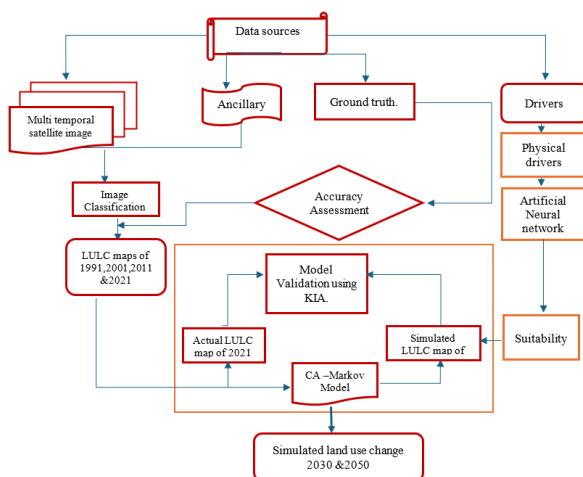 Data sources
Multi temporal
satellite image
Ancillary
Ground truth.
Drivers
Physical
drivers
Image
Classification
Accuracy
Assessment
Artificial
Neural
network
LULC maps of
1991,2001,2011
&2021
Model
Validation using
KIA.
Actual LULC
map of 2021
Simulated
LULC map of
Suitability
CA –Markov
Model
Simulated land use change
2030 &2050